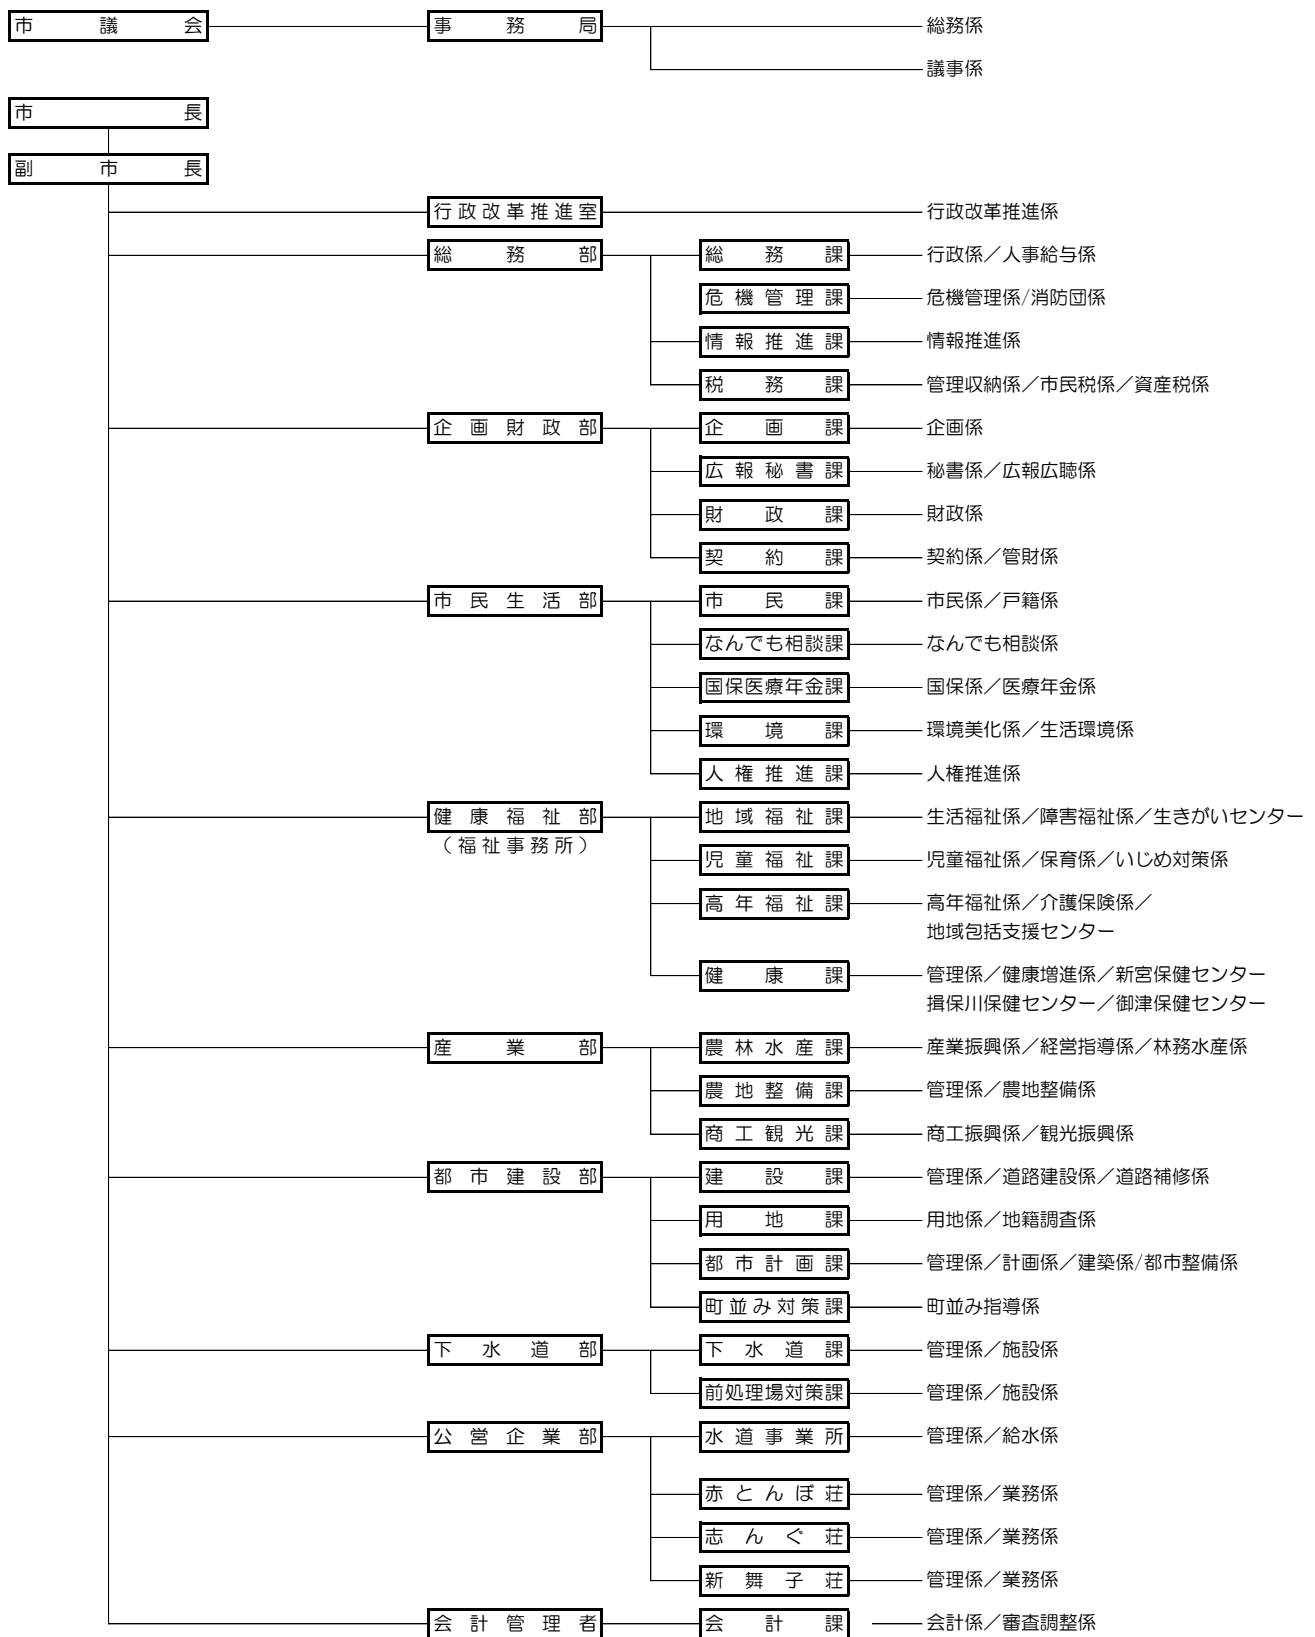 市議会 事務局 総務係
議事係
市長
副市長
行政改革推進室 行政改革推進係
総務部 総務課 行政係／人事給与係
危機管理課 危機管理係/消防団係
情報推進課 情報推進係
税務課 管理収納係／市民税係／資産税係
企画財政部 企画課 企画係
広報秘書課 秘書係／広報広聴係
財政課 財政係
契約課 契約係／管財係
市民生活部 市民課 市民係／戸籍係
なんでも相談課 なんでも相談係
国保医療年金課 国保係／医療年金係
環境課 環境美化係／生活環境係
人権推進課 人権推進係
健康福祉部 地域福祉課 生活福祉係／障害福祉係／生きがいセンター
（福祉事務所）
児童福祉課 児童福祉係／保育係／いじめ対策係
高年福祉課 高年福祉係／介護保険係／
地域包括支援センター
健康課 管理係／健康増進係／新宮保健センター
揖保川保健センター／御津保健センター
産業部 農林水産課 産業振興係／経営指導係／林務水産係
農地整備課 管理係／農地整備係
商工観光課 商工振興係／観光振興係
都市建設部 建設課 管理係／道路建設係／道路補修係
用地課 用地係／地籍調査係
都市計画課 管理係／計画係／建築係/都市整備係
町並み対策課 町並み指導係
下水道部 下水道課 管理係／施設係
前処理場対策課 管理係／施設係
公営企業部 水道事業所 管理係／給水係
赤とんぼ荘 管理係／業務係
志んぐ荘 管理係／業務係
新舞子荘 管理係／業務係
会計管理者 会計課 会計係／審査調整係